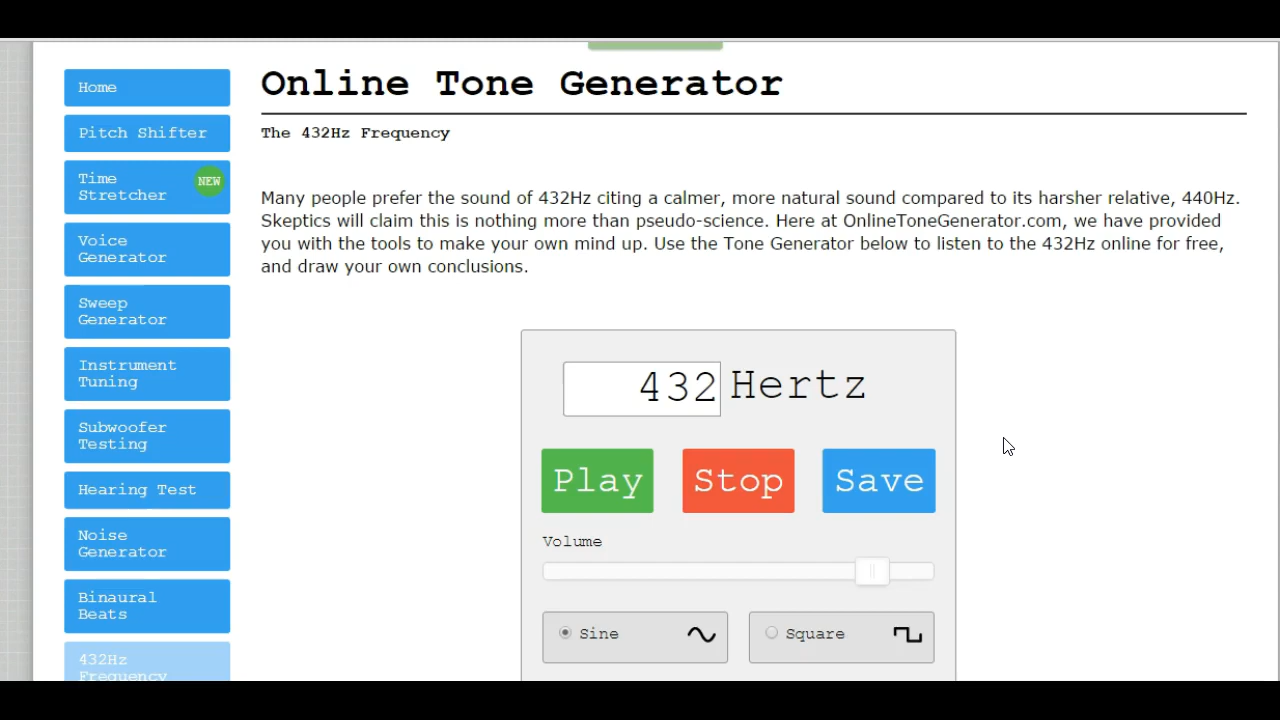 Home
Pitch Shifter
Time
Stretcher
NEW
Voice
Generator
Sweep
Generator
Instrument
Tuning
Subwoofer
Testing
Hearing Test
Noise
Generator
Binaural
Beats
432Hz
Frequency
Online Tone Generator
The 432Hz Frequency
Many people prefer the sound of 432Hz citing a calmer, more natural sound compared to its harsher relative, 440Hz.
Skeptics will claim this is nothing more than pseudo-science. Here at OnlineToneGenerator.com, we have provided
you with the tools to make your own mind up. Use the Tone Generator below to listen to the 432Hz online for free,
and draw your own conclusions.
432 Hertz
Play Stop Save
Volume
Sine Square